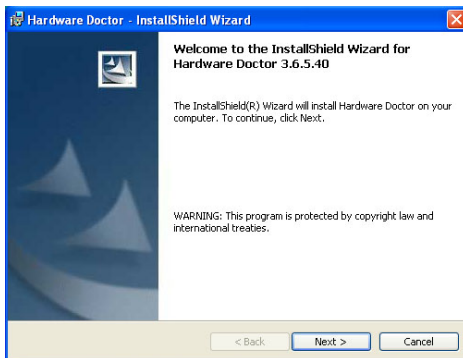 Hardware Doctor - InstallShield Wizard
Welcome to the InstallShield Wizard for
Hardware Doctor 3.6.5.40
The InstallShield(R) Wizard will install Hardware Doctor on your
computer. To continue, click Next.
WARNING: This program is protected by copyright law and
international treaties.
< Back
Next >
Cancel